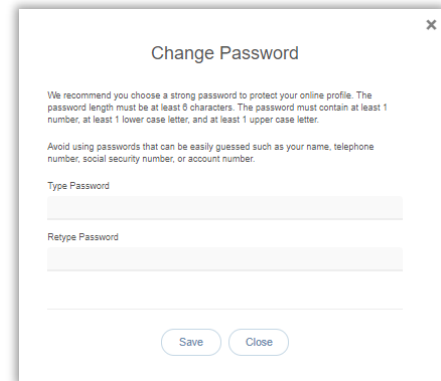 ×
Change Password
We recommend you choose a strong password to protect your online profile. The
password length must be at least 6 characters. The password must contain at least 1
number, at least 1 lower case letter, and at least 1 upper case letter.
Avoid using passwords that can be easily guessed such as your name, telephone
number, social security number, or account number.
Type Password
Retype Password
Save Close